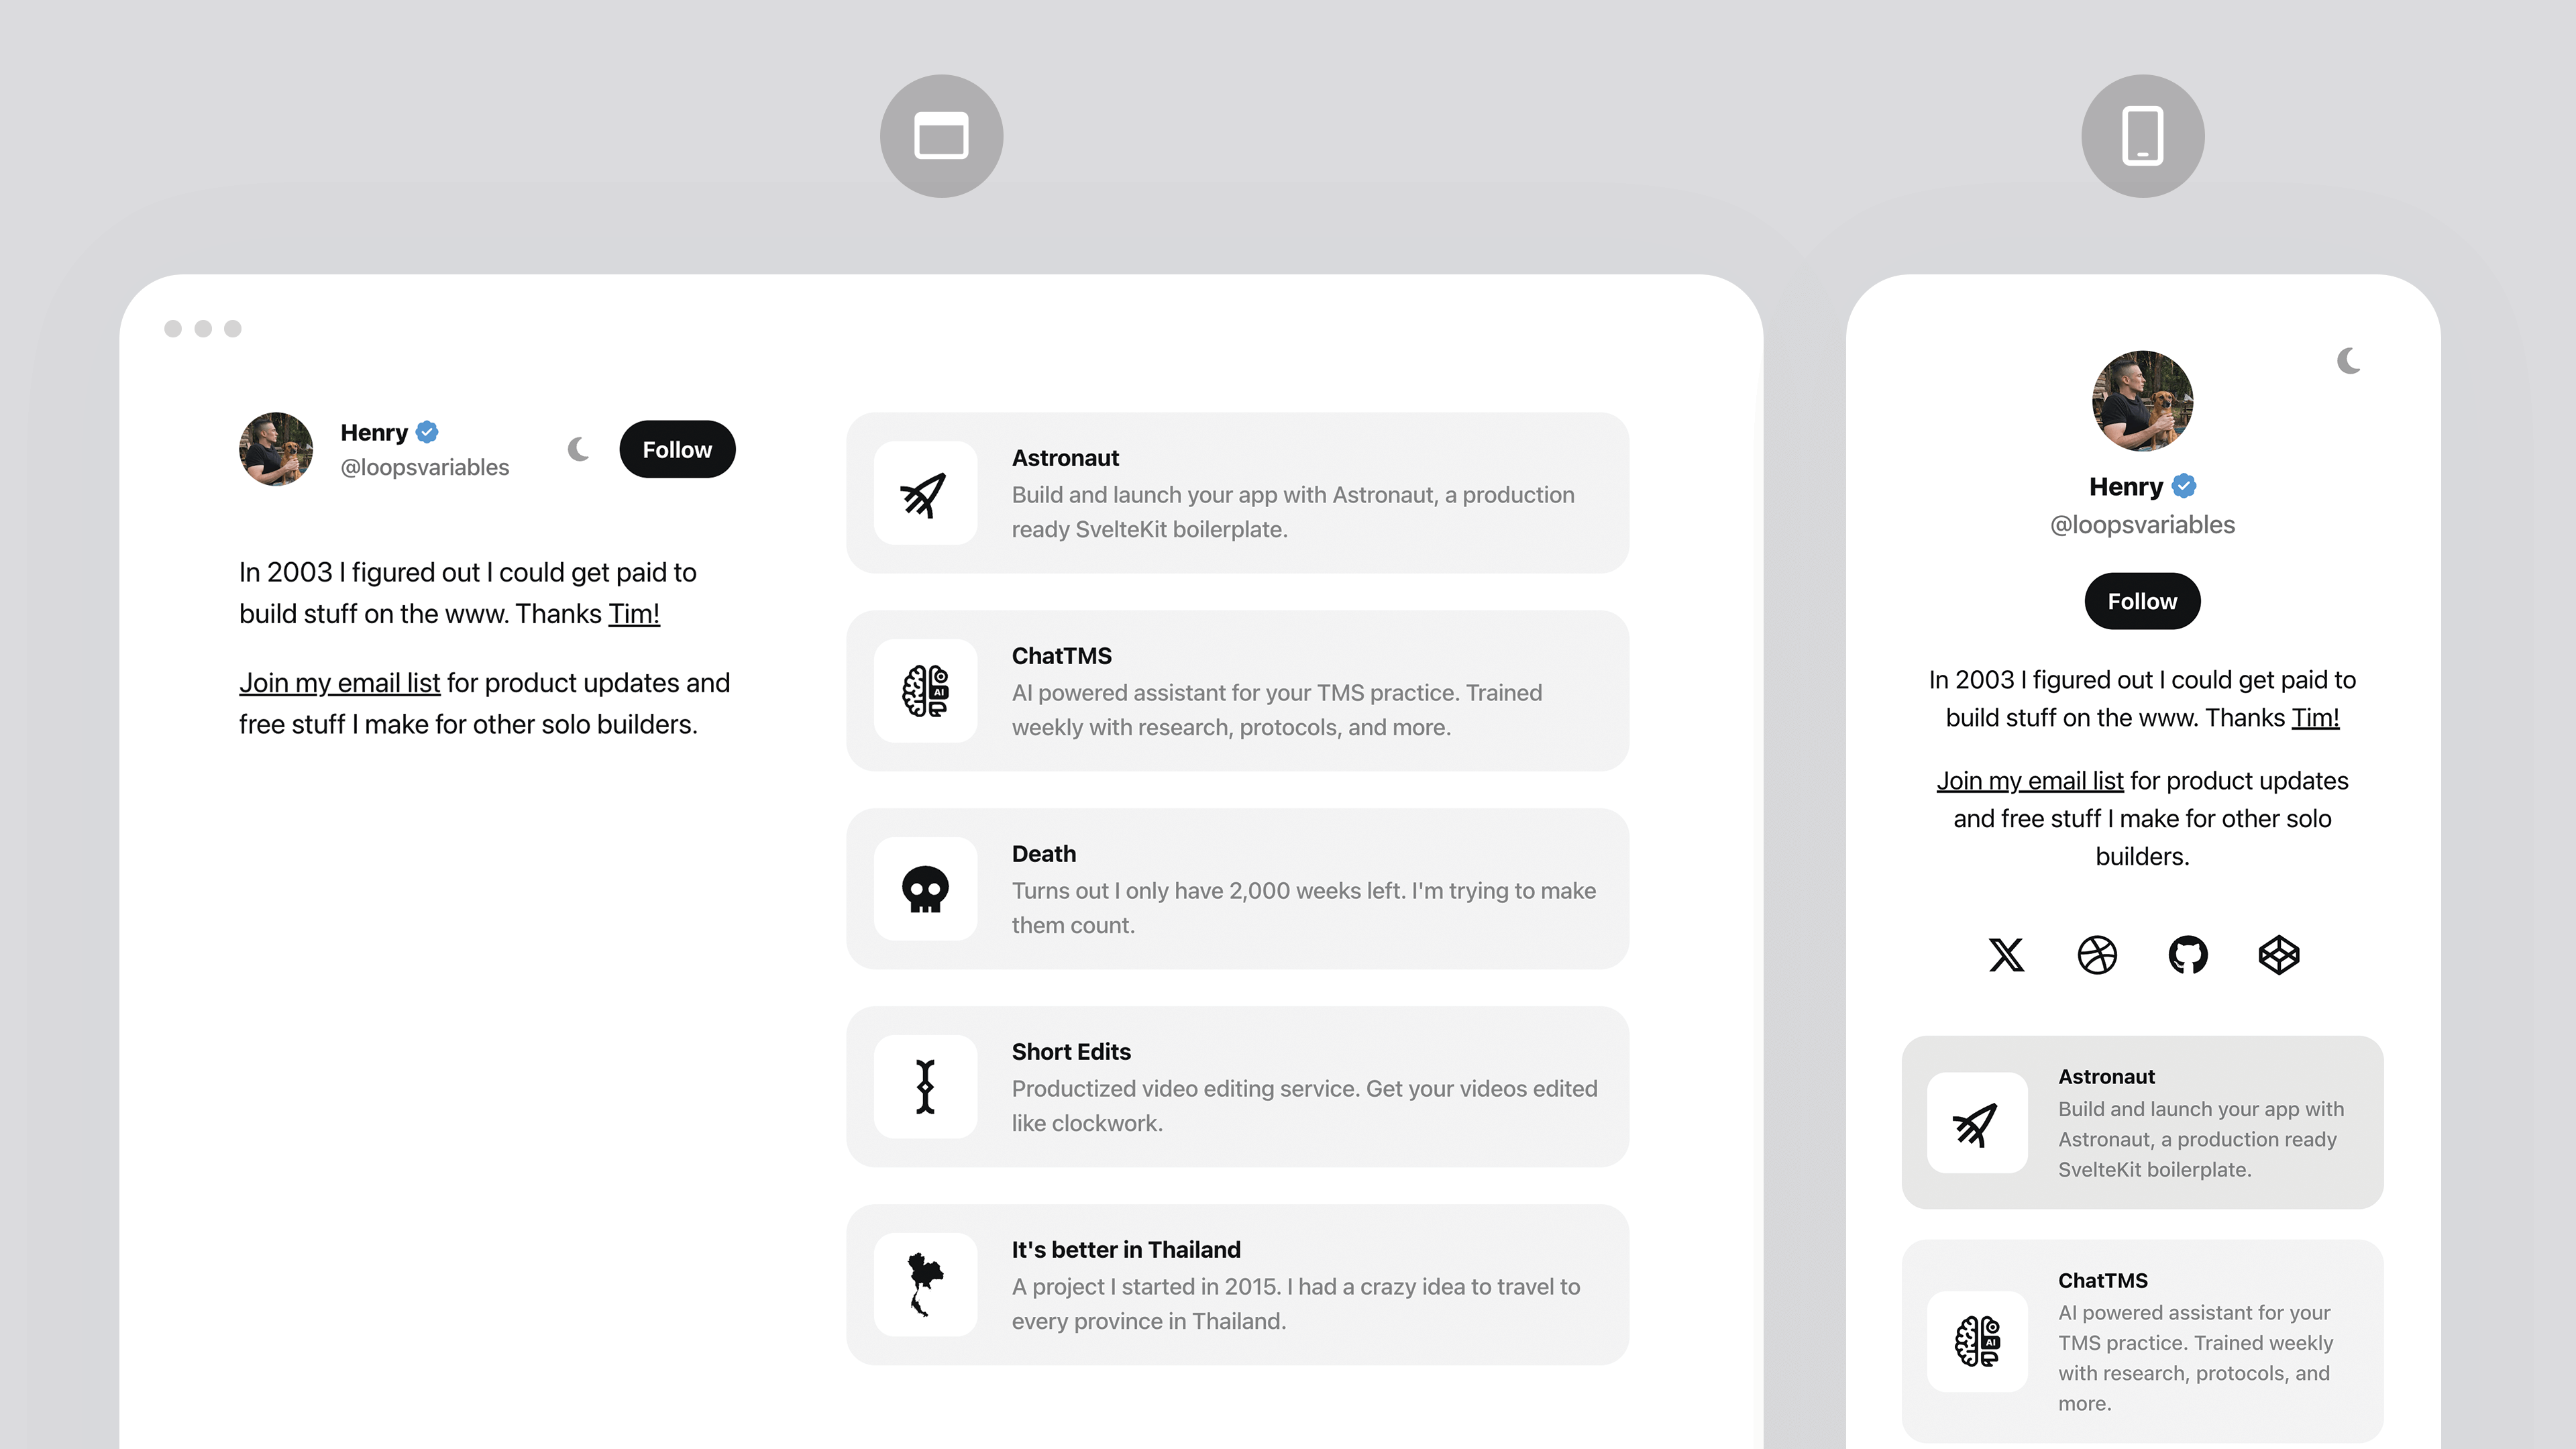 Henry
@loopsvariables
Follow
In 2003 I figured out I could get paid to
build stuff on the www. Thanks Tim!
Join my email list for product updates and
free stuff I make for other solo builders.
Astronaut
Build and launch your app with Astronaut, a production
ready SvelteKit boilerplate.
ChatTMS
AI powered assistant for your TMS practice. Trained
weekly with research, protocols, and more.
AI
Death
Turns out I only have 2,000 weeks left. I'm trying to make
them count.
Short Edits
Productized video editing service. Get your videos edited
like clockwork.
It's better in Thailand
A project I started in 2015. I had a crazy idea to travel to
every province in Thailand.
Henry
@loopsvariables
Follow
In 2003 I figured out I could get paid to
build stuff on the www. Thanks Tim!
Join my email list for product updates
and free stuff I make for other solo
builders.
Astronaut
Build and launch your app with
Astronaut, a production ready
SvelteKit boilerplate.
ChatTMS
AI powered assistant for your
TMS practice. Trained weekly
with research, protocols, and
more.
AI